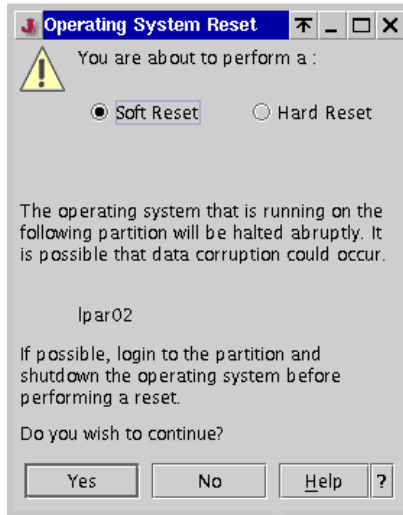 Operating System Reset
You are about to perform a :
Soft Reset Hard Reset
The operating system that is running on the
following partition will be halted abruptly. It
is possible that data corruption could occur.
lpar02
If possible, login to the partition and
shutdown the operating system before
performing a reset.
Do you wish to continue?
Yes No Help ?